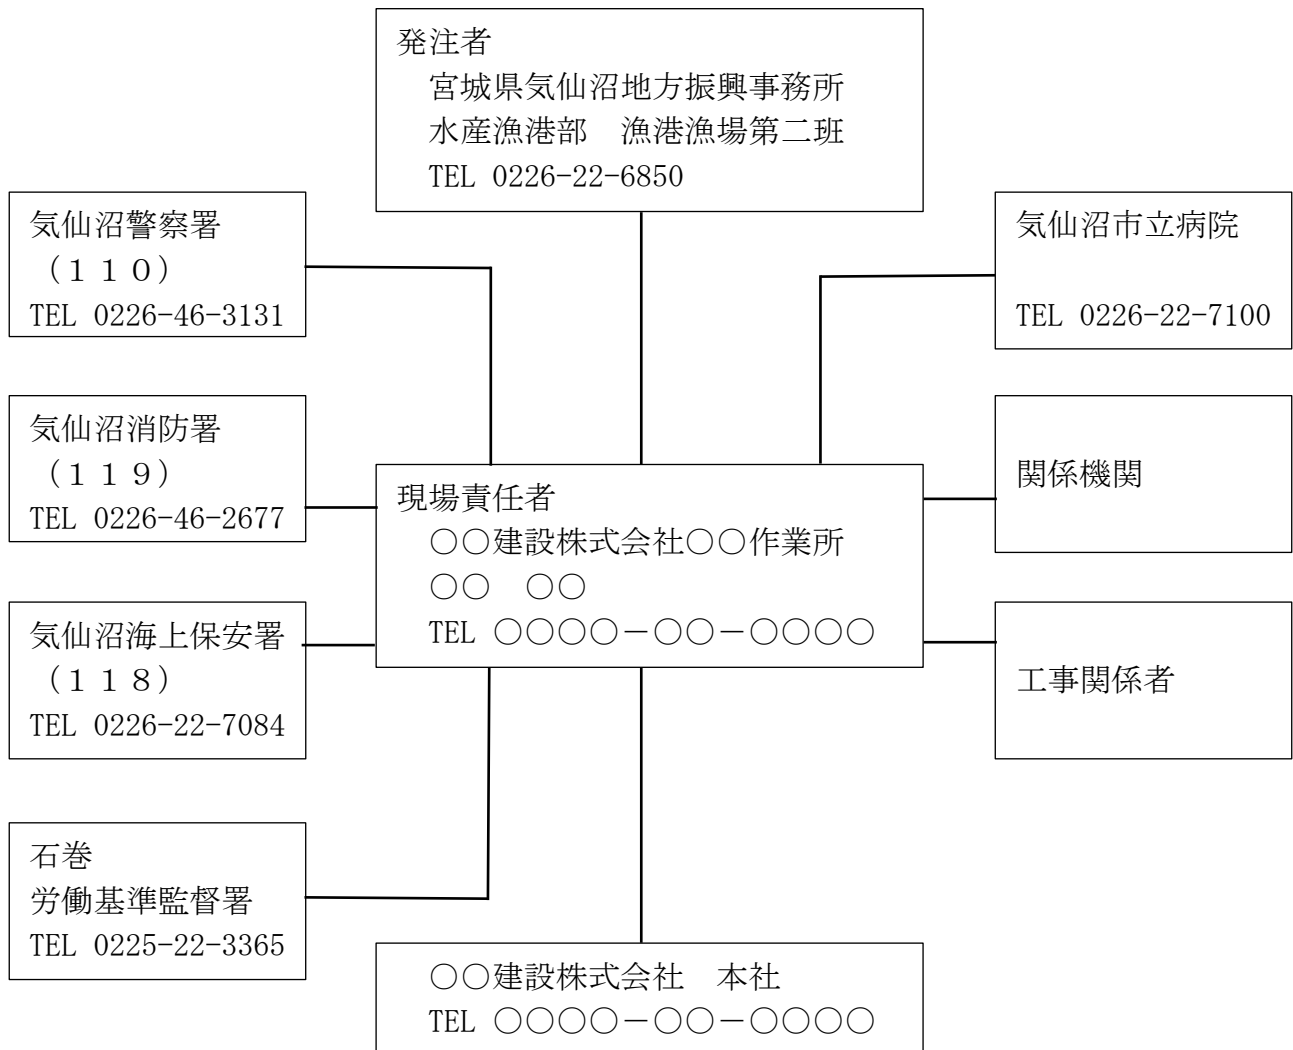 発注者
宮城県気仙沼地方振興事務所
水産漁港部　漁港漁場第二班
TEL 0226-22-6850
気仙沼警察署
（１１０）
TEL 0226-46-3131
気仙沼市立病院
TEL 0226-22-7100
気仙沼消防署
（１１９）
TEL 0226-46-2677
関係機関
現場責任者
○○建設株式会社○○作業所
○○　○○
TEL ○○○○－○○－○○○○
気仙沼海上保安署
（１１８）
TEL 0226-22-7084
工事関係者
石巻
労働基準監督署
TEL 0225-22-3365
○○建設株式会社　本社
TEL ○○○○－○○－○○○○